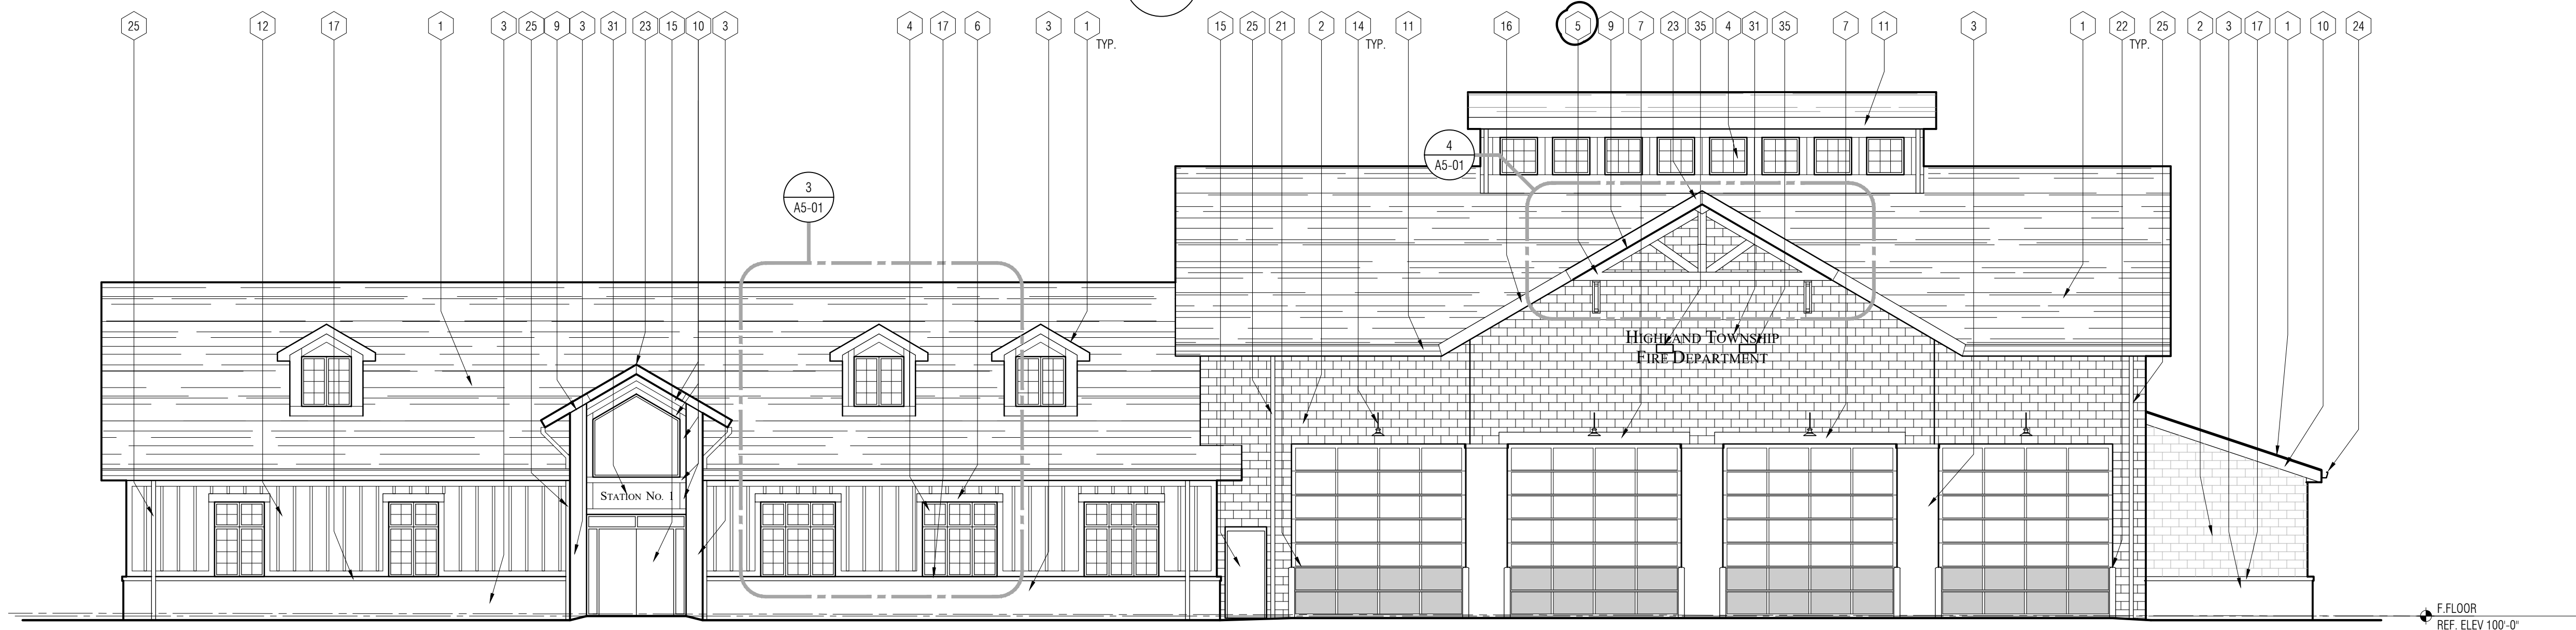 25 12 17 1 3 25 9 3 31 23 15 10 3 4 17 6 3 1 15 25 21 2 14 11 16 5 9 7 23 35 4 31 35 7 11 3 1 22 25 2 3 17 1 10 24
TYP. TYP. TYP.
4
A5-01
3
A5-01
HIGHLAND TOWNSHIP
FIRE DEPARTMENT
STATION NO. 1
F.FLOOR
REF. ELEV 100'-0"